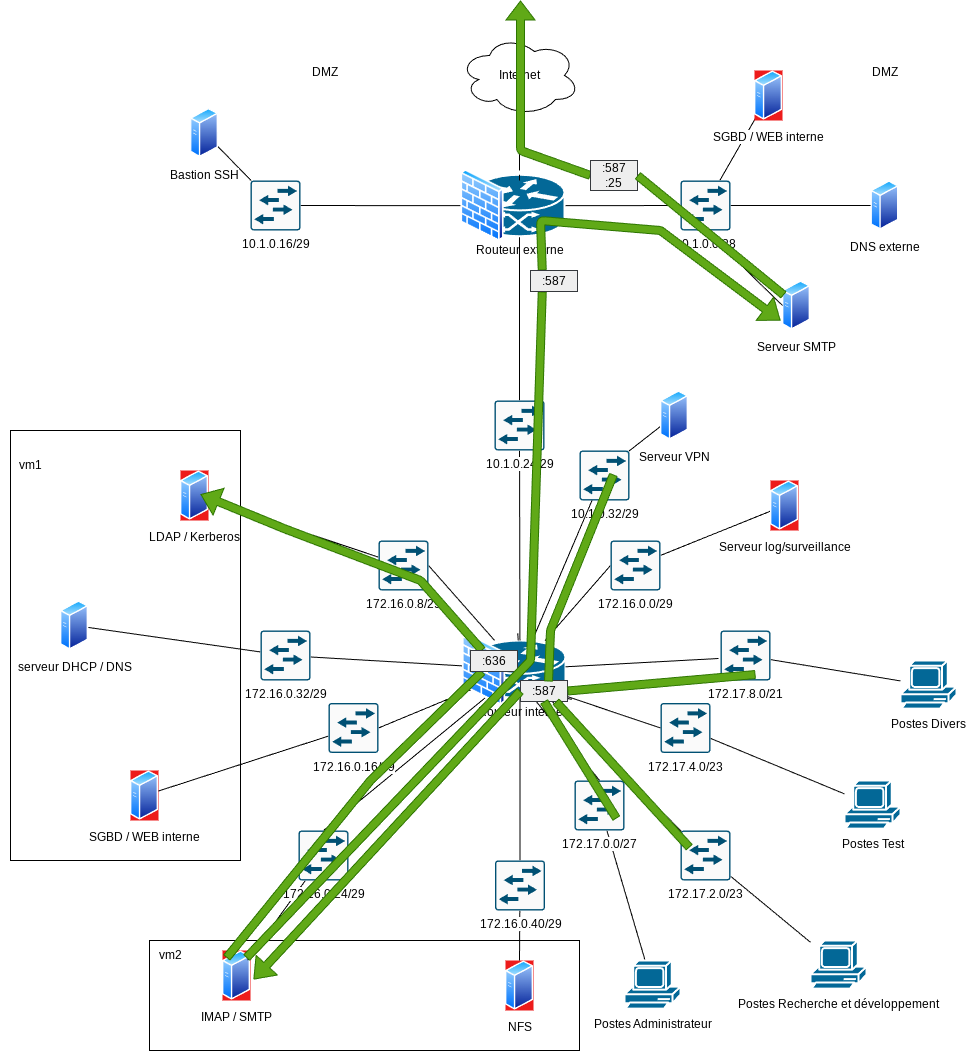 DMZ
DMZ
Internet
SGBD / WEB interne
Bastion SSH
:587
:25
10.1.0.16/29
DNS externe
Routeur externe
:587
Serveur SMTP
10.1.0.24/29
Serveur VPN
vm1
10.1.0.32/29
LDAP / Kerberos
Serveur log/surveillance
172.16.0.8/29
172.16.0.0/29
serveur DHCP / DNS
:636
172.16.0.32/29
:587
172.17.8.0/21
Routeur interne
Postes Divers
172.16.0.16/29
172.17.4.0/23
SGBD / WEB interne
172.17.0.0/27
Postes Test
172.16.0.24/29
172.17.2.0/23
172.16.0.40/29
vm2
IMAP / SMTP
NFS
Postes Administrateur
Postes Recherche et développement